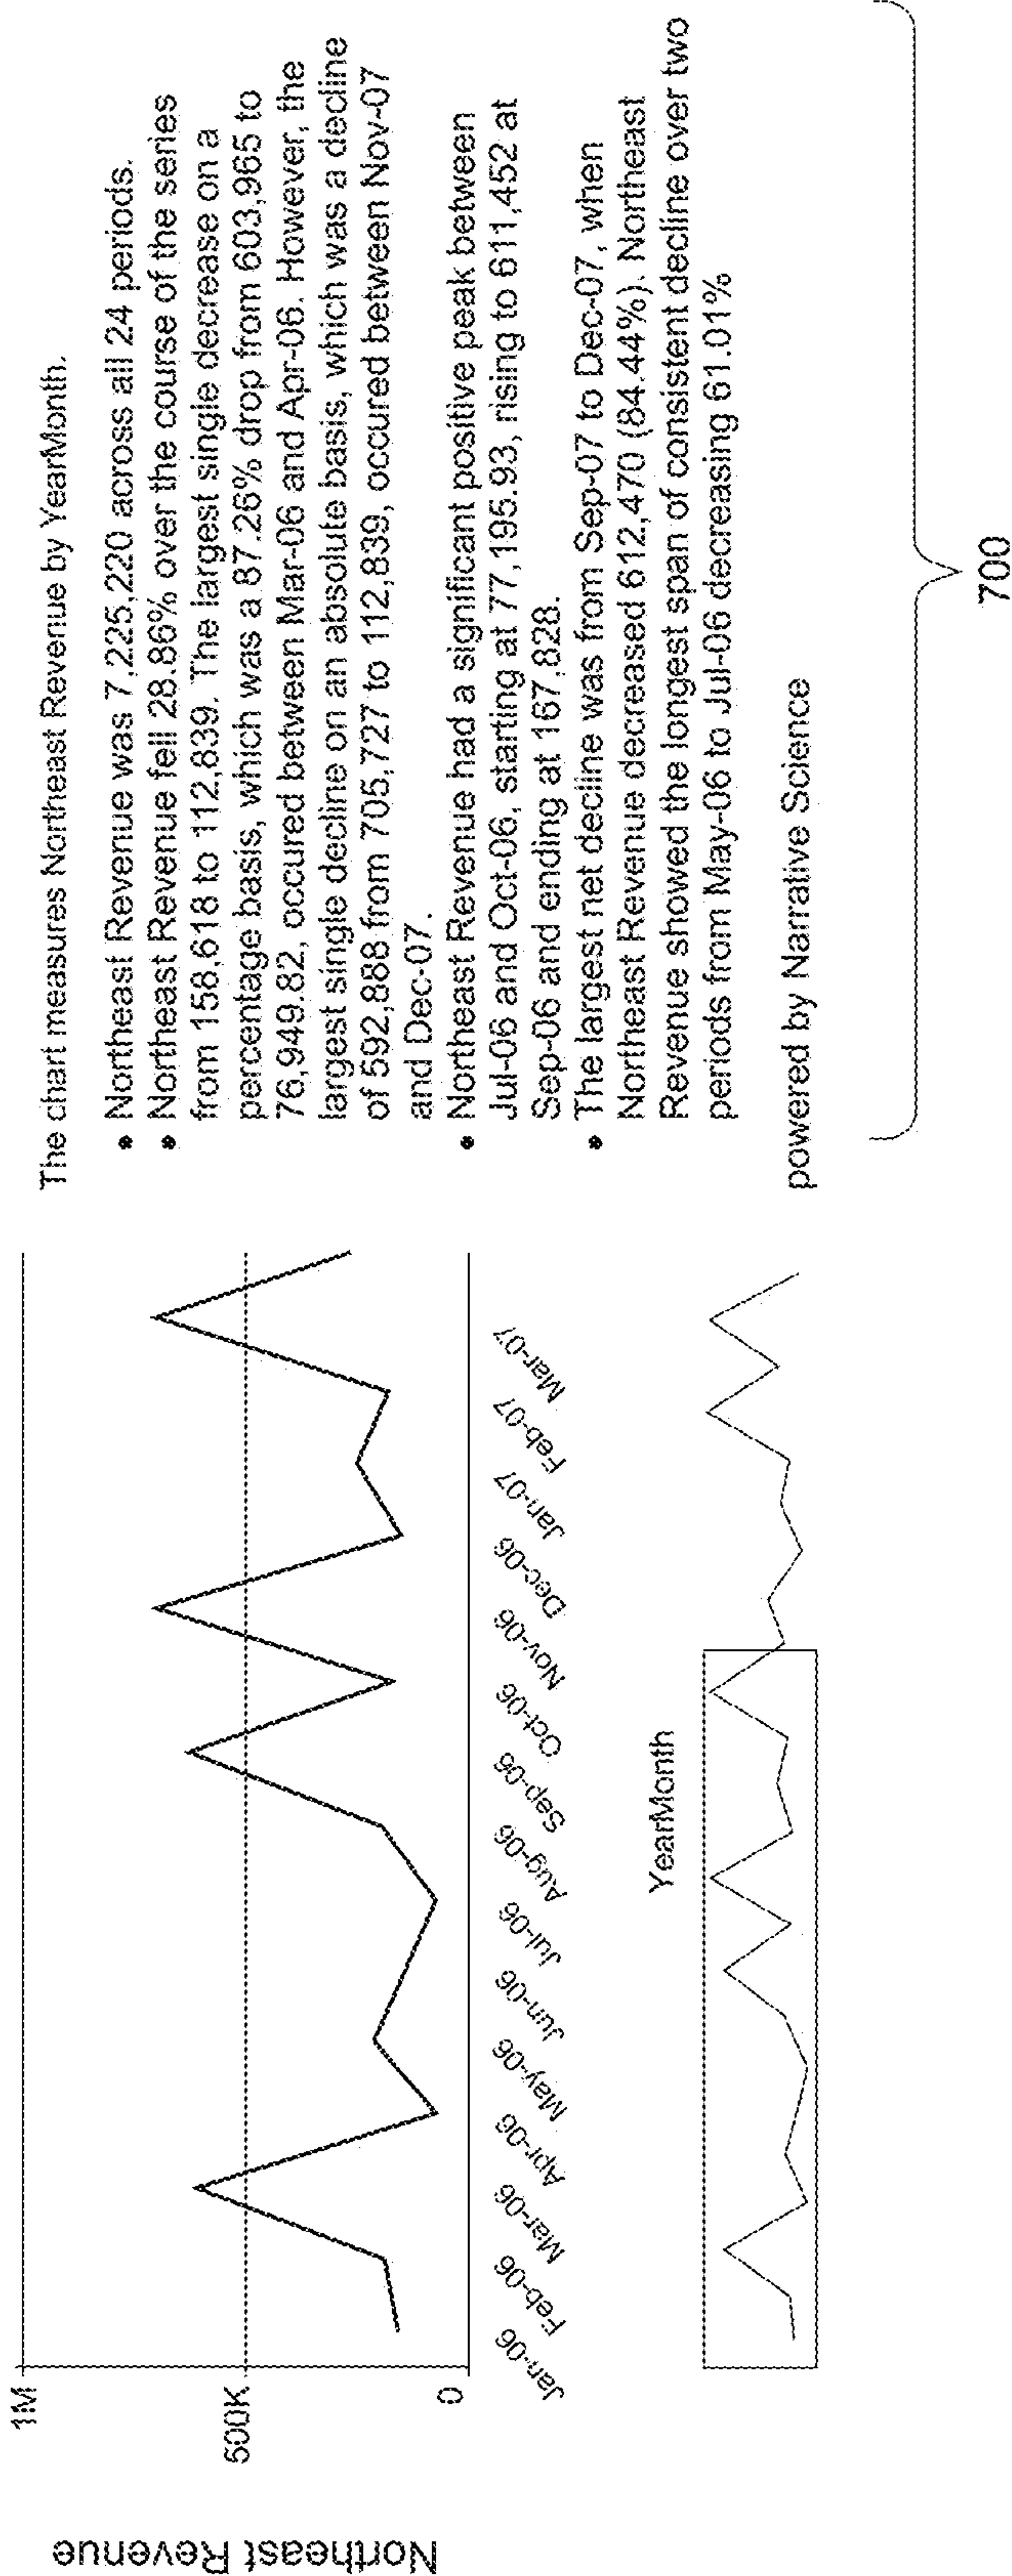 Northeast Revenue
1M
500K
0
Jan-06
Feb-06
Mar-06
Apr-06
May-06
Jun-06
Jul-06
Aug-06
Sep-06
Oct-06
Nov-06
Dec-06
Jan-07
Feb-07
Mar-07
YearMonth
The chart measures Northeast Revenue by YearMonth.
• Northeast Revenue was 7,225,220 across all 24 periods.
• Northeast Revenue fell 28.86% over the course of the series
from 158,618 to 112,839. The largest single decrease on a
percentage basis, which was a 87.26% drop from 603,965 to
76,949.82, occured between Mar-06 and Apr-06. However, the
largest single decline on an absolute basis, which was a decline
of 592,888 from 705,727 to 112,839, occured between Nov-07
and Dec-07.
• Northeast Revenue had a significant positive peak between
Jul-06 and Oct-06, starting at 77,195.93, rising to 611,452 at
Sep-06 and ending at 167,828.
• The largest net decline was from Sep-07 to Dec-07, when
Northeast Revenue decreased 612,470 (84.44%). Northeast
Revenue showed the longest span of consistent decline over two
periods from May-06 to Jul-06 decreasing 61.01%
powered by Narrative Science
700